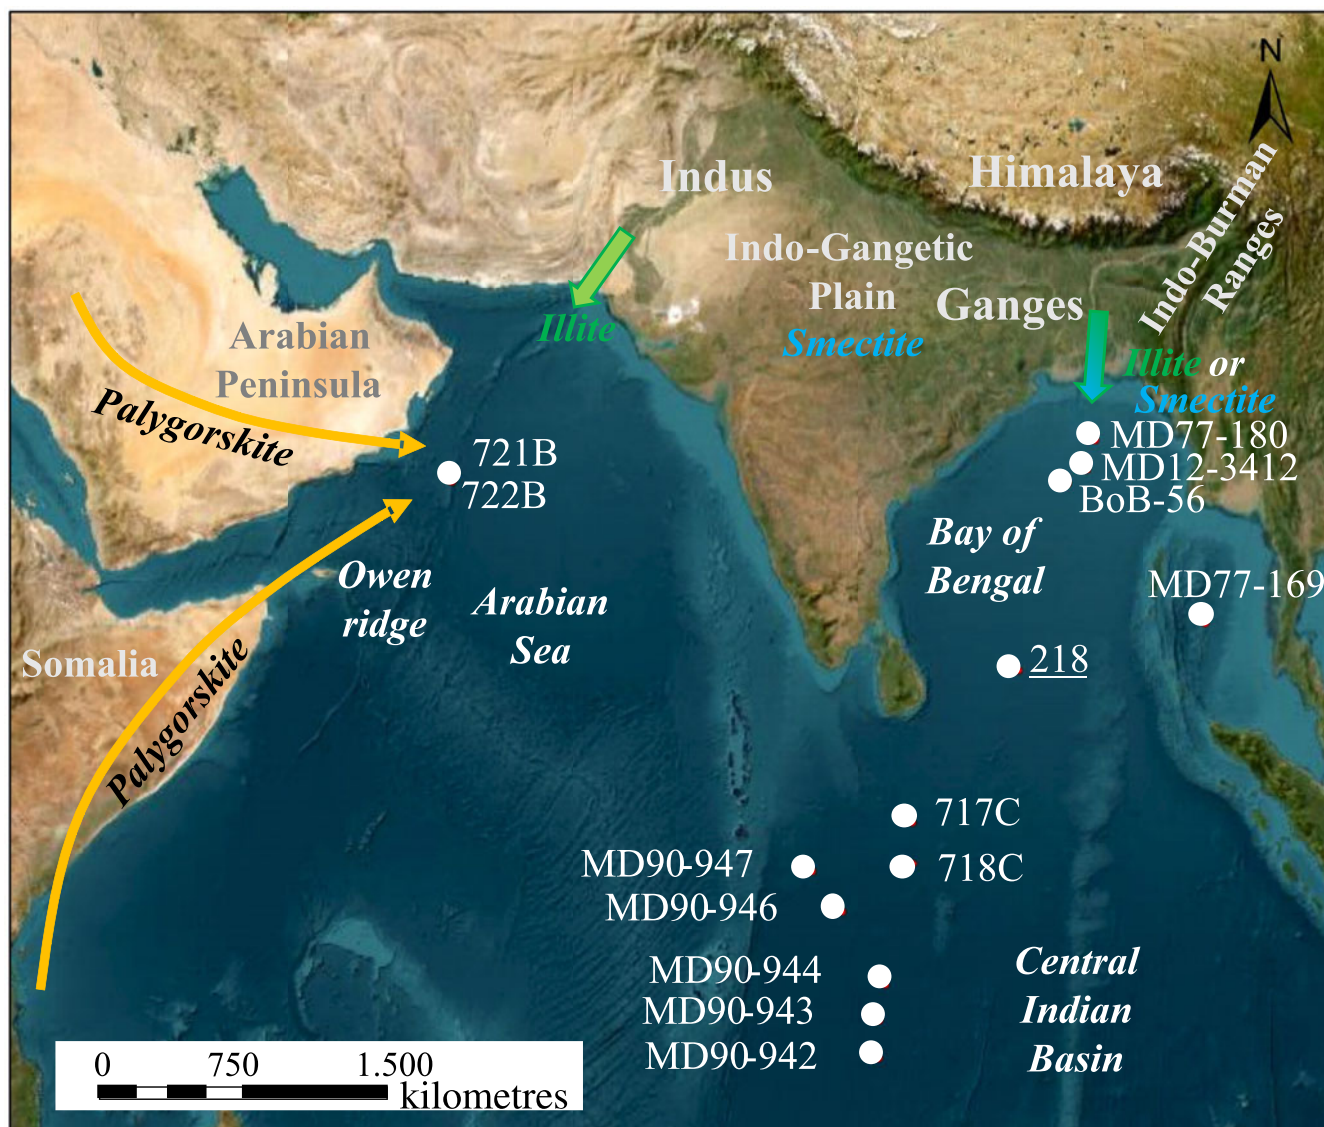 N
Indus
Himalaya
Indo-Burman
Ranges
Indo-Gangetic
Plain
Smectite
Ganges
Illite
Illite or
Smectite
Arabian
Peninsula
Palygorskite
721B
722B
MD77-180
MD12-3412
BoB-56
Bay of
Bengal
MD77-169
Owen
ridge
Arabian
Sea
Somalia
Palygorskite
218
717C
MD90-947
718C
MD90-946
MD90-944
MD90-943
MD90-942
Central
Indian
Basin
0 750 1.500
kilometres